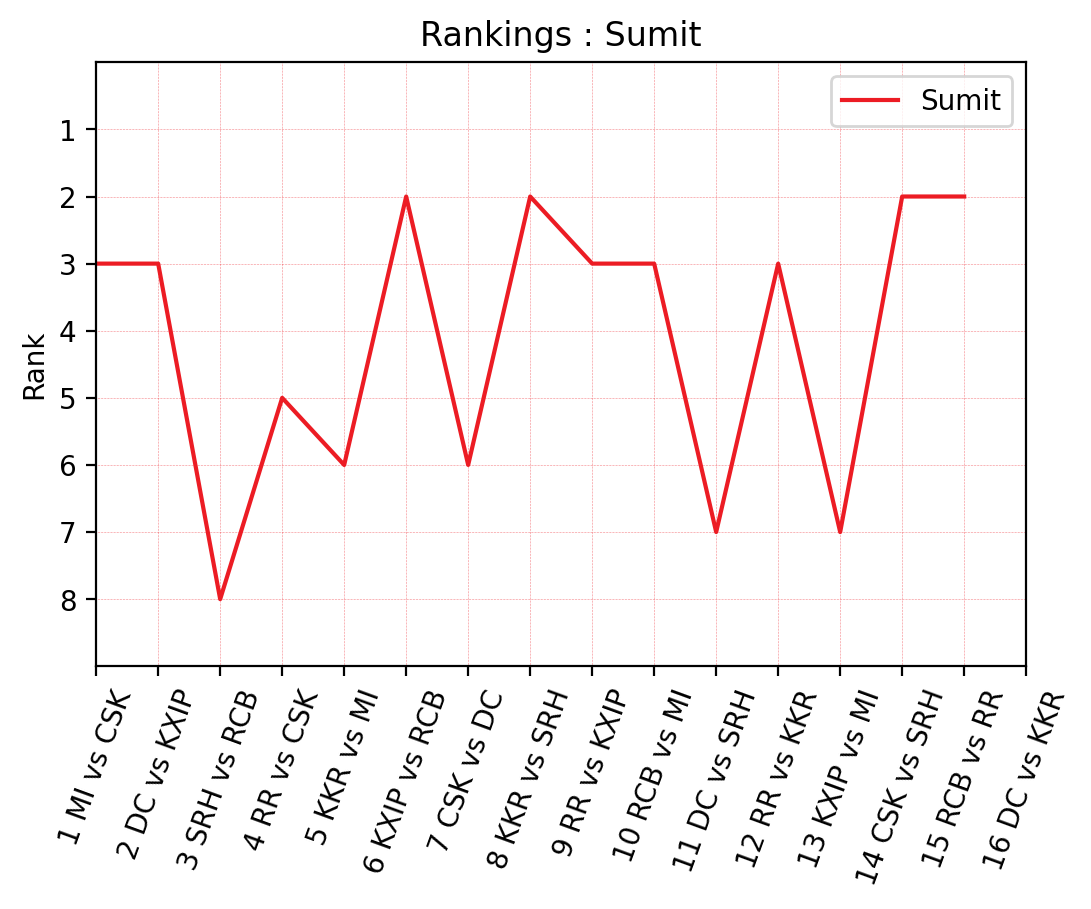 Rankings : Sumit
Sumit
Rank
1
2
3
4
5
6
7
8
1 MI vs CSK
2 DC vs KXIP
3 SRH vs RCB
4 RR vs CSK
5 KKR vs MI
6 KXIP vs RCB
7 CSK vs DC
8 KKR vs SRH
9 RR vs KXIP
10 RCB vs MI
11 DC vs SRH
12 RR vs KKR
13 KXIP vs MI
14 CSK vs SRH
15 RCB vs RR
16 DC vs KKR